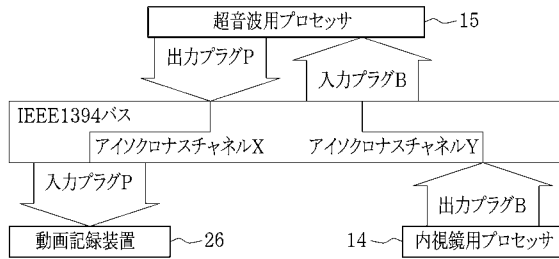 超音波用プロセッサ 15
出力プラグP 入力プラグB
IEEE1394バス
アイソクロナスチャネルX アイソクロナスチャネルY
入力プラグP 出力プラグB
動画記録装置 26 14 内視鏡用プロセッサ